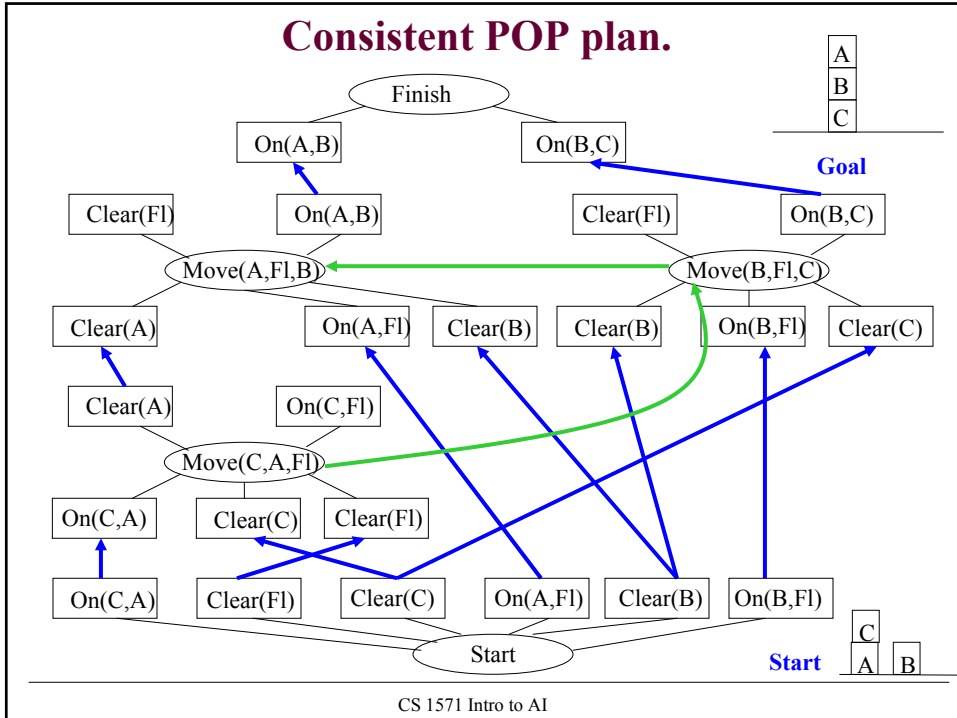 Consistent POP plan.
A
B
C
Finish
On(A,B)
On(B,C)
Goal
Clear(Fl)
On(A,B)
Clear(Fl)
On(B,C)
Move(A,Fl,B)
Move(B,Fl,C)
Clear(A)
On(A,Fl)
Clear(B)
Clear(B)
On(B,Fl)
Clear(C)
Clear(A)
On(C,Fl)
Move(C,A,Fl)
On(C,A)
Clear(C)
Clear(Fl)
On(C,A)
Clear(Fl)
Clear(C)
On(A,Fl)
Clear(B)
On(B,Fl)
Start
Start
C
A
B
CS 1571 Intro to AI